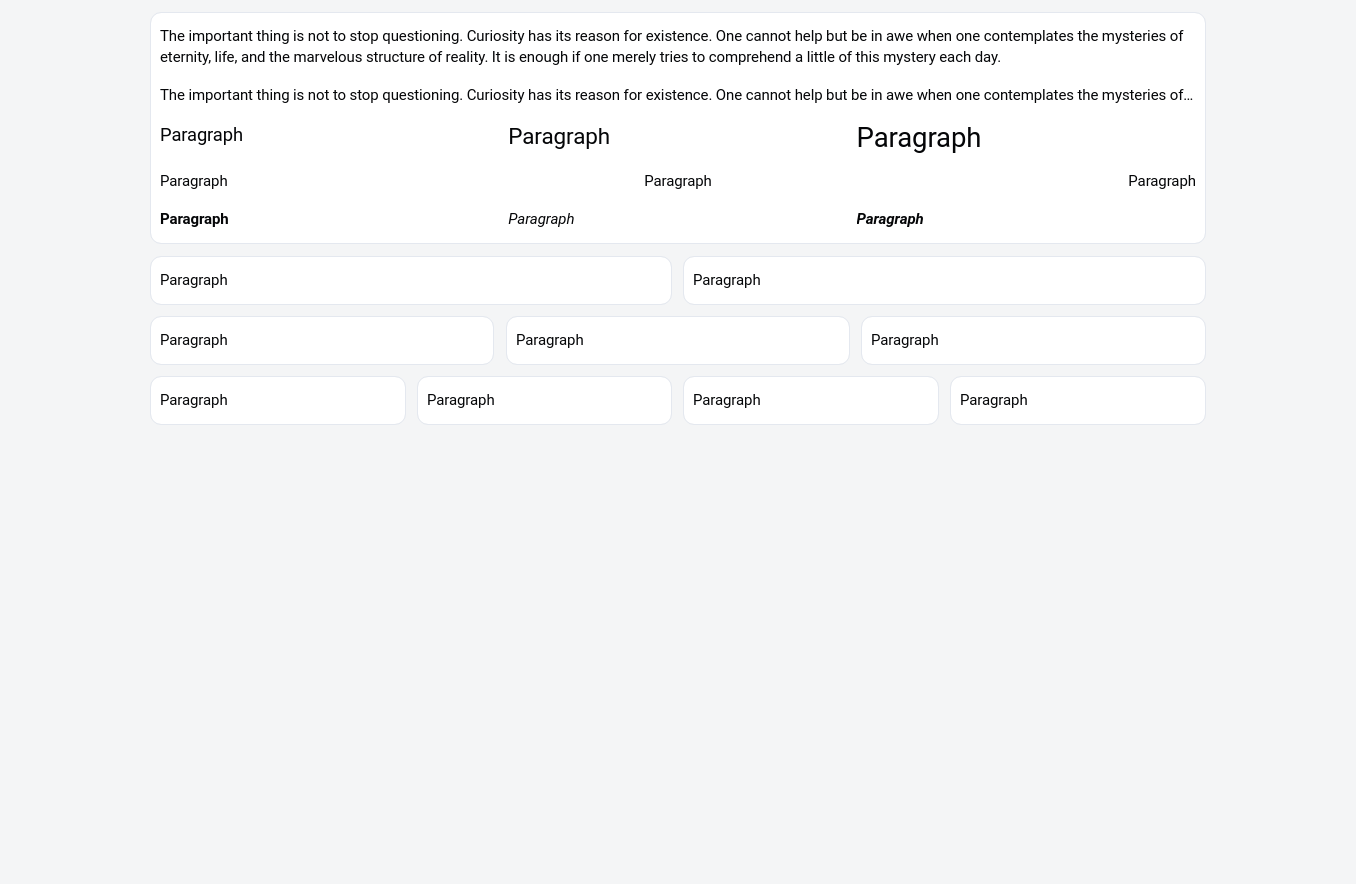 The important thing is not to stop questioning. Curiosity has its reason for existence. One cannot help but be in awe when one contemplates the mysteries of
eternity, life, and the marvelous structure of reality. It is enough if one merely tries to comprehend a little of this mystery each day.
The important thing is not to stop questioning. Curiosity has its reason for existence. One cannot help but be in awe when one contemplates the mysteries of…
Paragraph Paragraph Paragraph
Paragraph Paragraph Paragraph
Paragraph Paragraph Paragraph
Paragraph Paragraph
Paragraph Paragraph Paragraph
Paragraph Paragraph Paragraph Paragraph